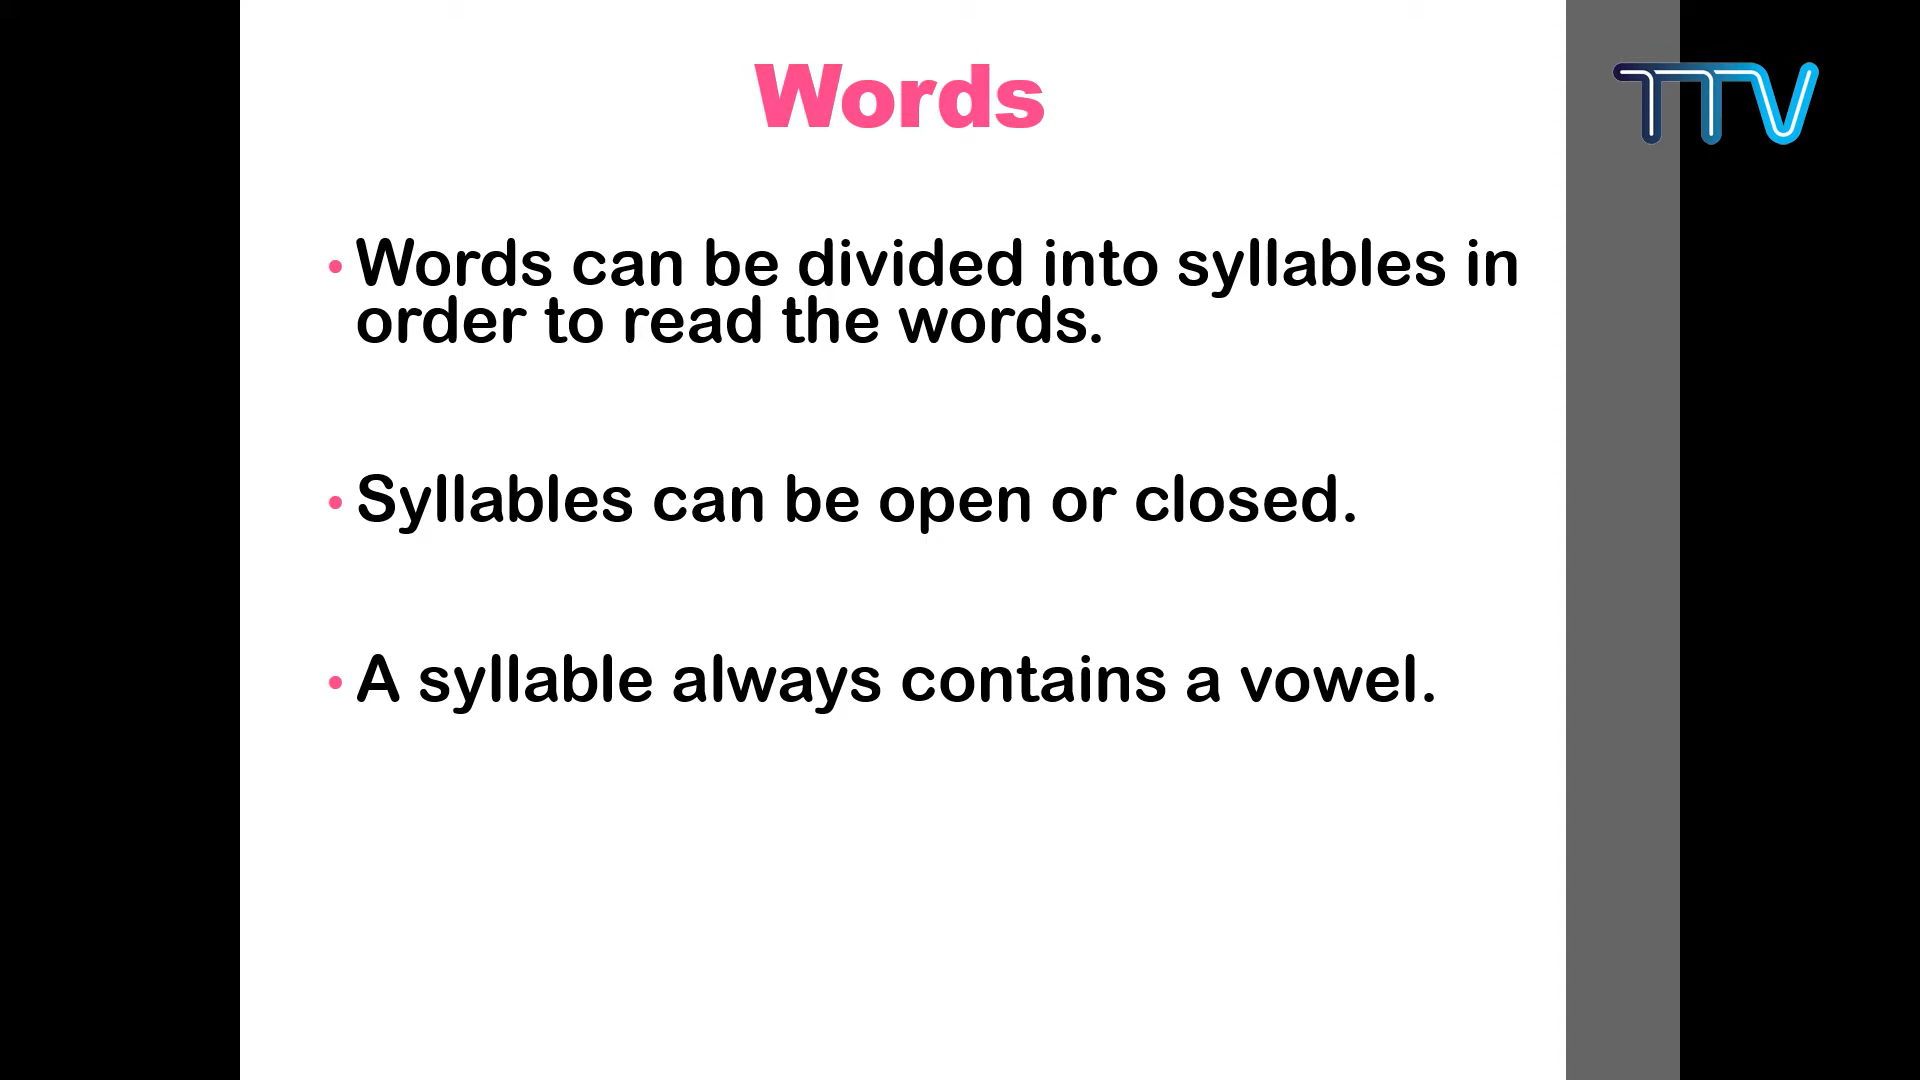 Words
TTV
• Words can be divided into syllables in
order to read the words.
• Syllables can be open or closed.
• A syllable always contains a vowel.